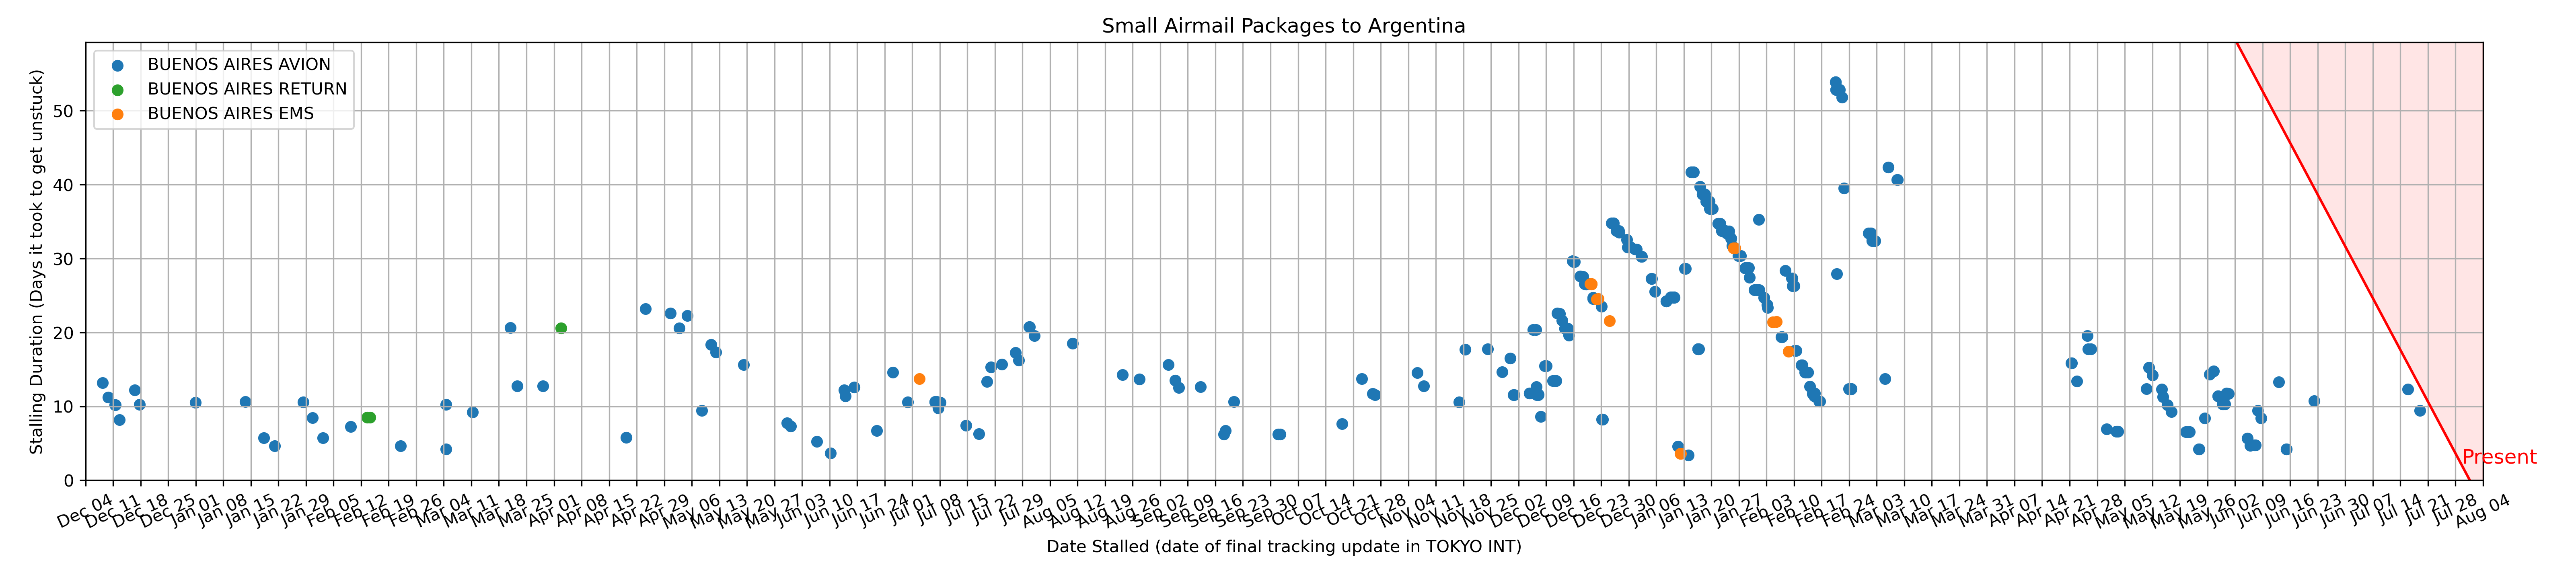 Small Airmail Packages to Argentina
BUENOS AIRES AVION
BUENOS AIRES RETURN
BUENOS AIRES EMS
Stalling Duration (Days it took to get unstuck)
50
40
30
20
10
0
Present
Dec 04
Dec 11
Dec 18
Dec 25
Jan 01
Jan 08
Jan 15
Jan 22
Jan 29
Feb 05
Feb 12
Feb 19
Feb 26
Mar 04
Mar 11
Mar 18
Mar 25
Apr 01
Apr 08
Apr 15
Apr 22
Apr 29
May 06
May 13
May 20
May 27
Jun 03
Jun 10
Jun 17
Jun 24
Jul 01
Jul 08
Jul 15
Jul 22
Jul 29
Aug 05
Aug 12
Aug 19
Aug 26
Sep 02
Sep 09
Sep 16
Sep 23
Sep 30
Oct 07
Oct 14
Oct 21
Oct 28
Nov 04
Nov 11
Nov 18
Nov 25
Dec 02
Dec 09
Dec 16
Dec 23
Dec 30
Jan 06
Jan 13
Jan 20
Jan 27
Feb 03
Feb 10
Feb 17
Feb 24
Mar 03
Mar 10
Mar 17
Mar 24
Mar 31
Apr 07
Apr 14
Apr 21
Apr 28
May 05
May 12
May 19
May 26
Jun 02
Jun 09
Jun 16
Jun 23
Jun 30
Jul 07
Jul 14
Jul 21
Jul 28
Aug 04
Date Stalled (date of final tracking update in TOKYO INT)